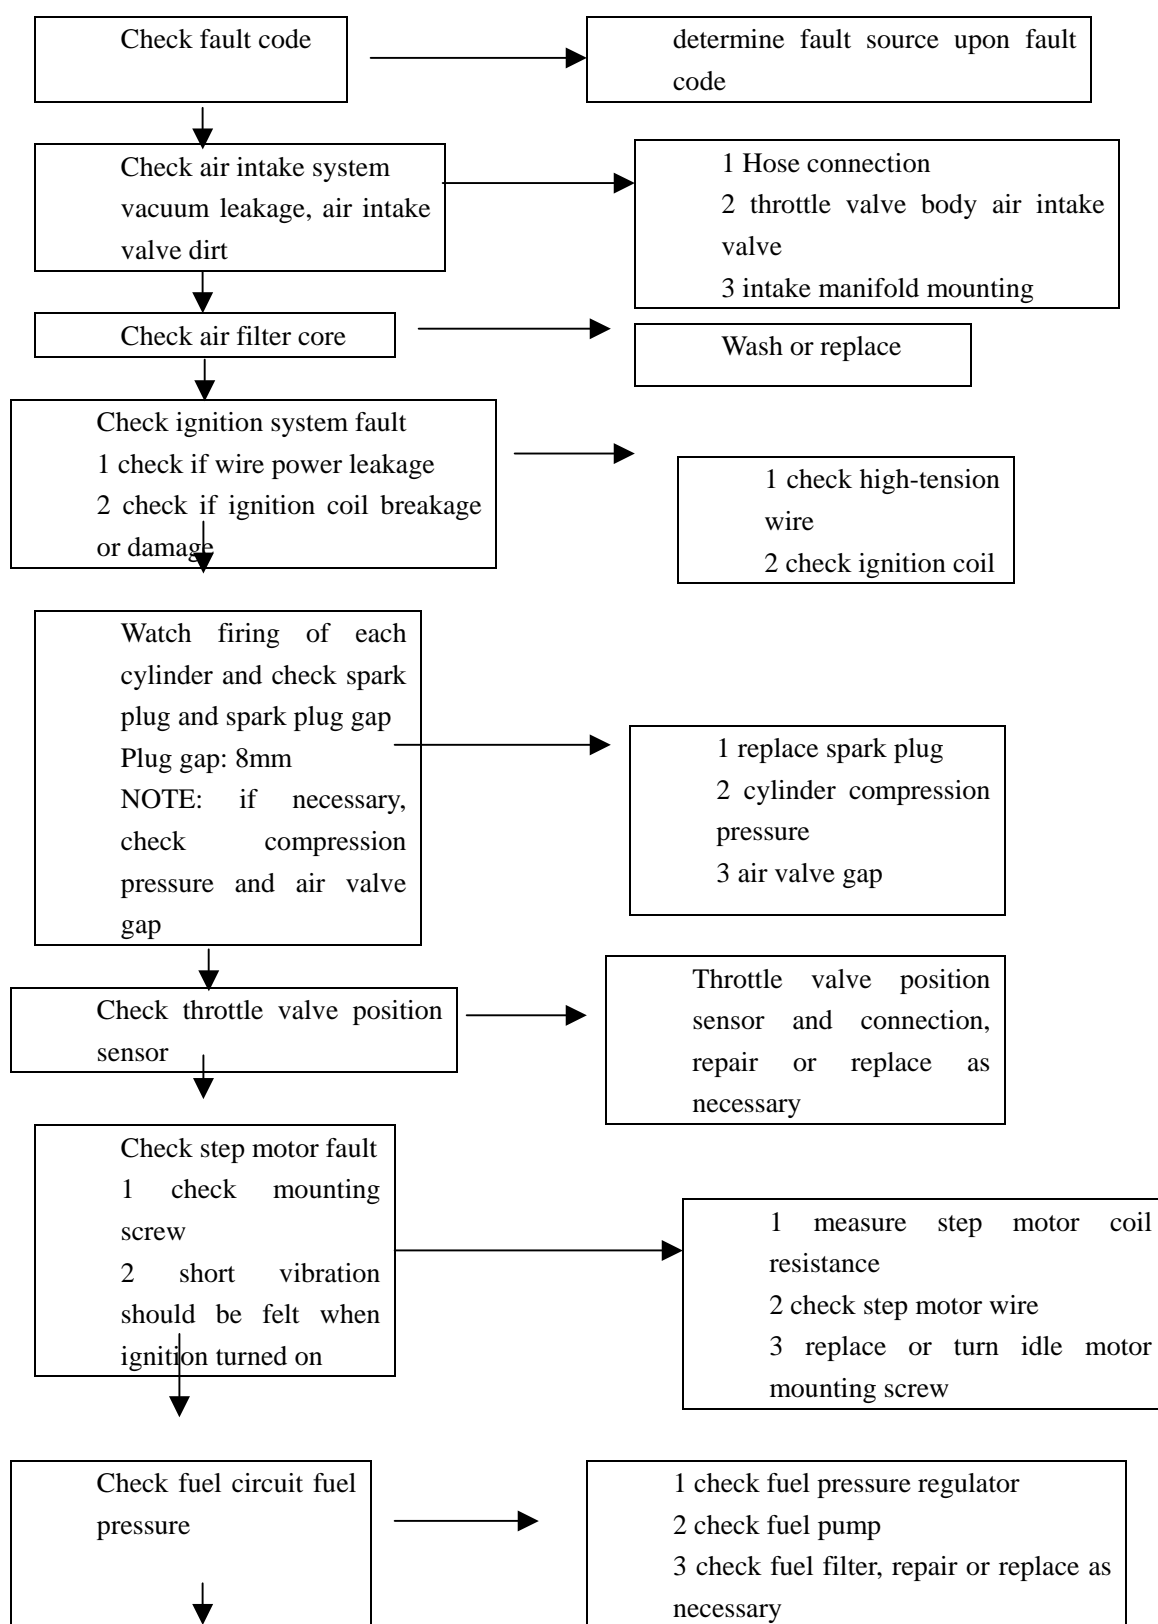 Check fault code
determine fault source upon fault
code
Check air intake system
vacuum leakage, air intake
valve dirt
1 Hose connection
2 throttle valve body air intake
valve
3 intake manifold mounting
Check air filter core
Wash or replace
Check ignition system fault
1 check if wire power leakage
2 check if ignition coil breakage
or damage
1 check high-tension
wire
2 check ignition coil
Watch firing of each
cylinder and check spark
plug and spark plug gap
Plug gap: 8mm
NOTE: if necessary,
check compression
pressure and air valve
gap
1 replace spark plug
2 cylinder compression
pressure
3 air valve gap
Check throttle valve position
sensor
Throttle valve position
sensor and connection,
repair or replace as
necessary
Check step motor fault
1 check mounting
screw
2 short vibration
should be felt when
ignition turned on
1 measure step motor coil
resistance
2 check step motor wire
3 replace or turn idle motor
mounting screw
Check fuel circuit fuel
pressure
1 check fuel pressure regulator
2 check fuel pump
3 check fuel filter, repair or replace as
necessary